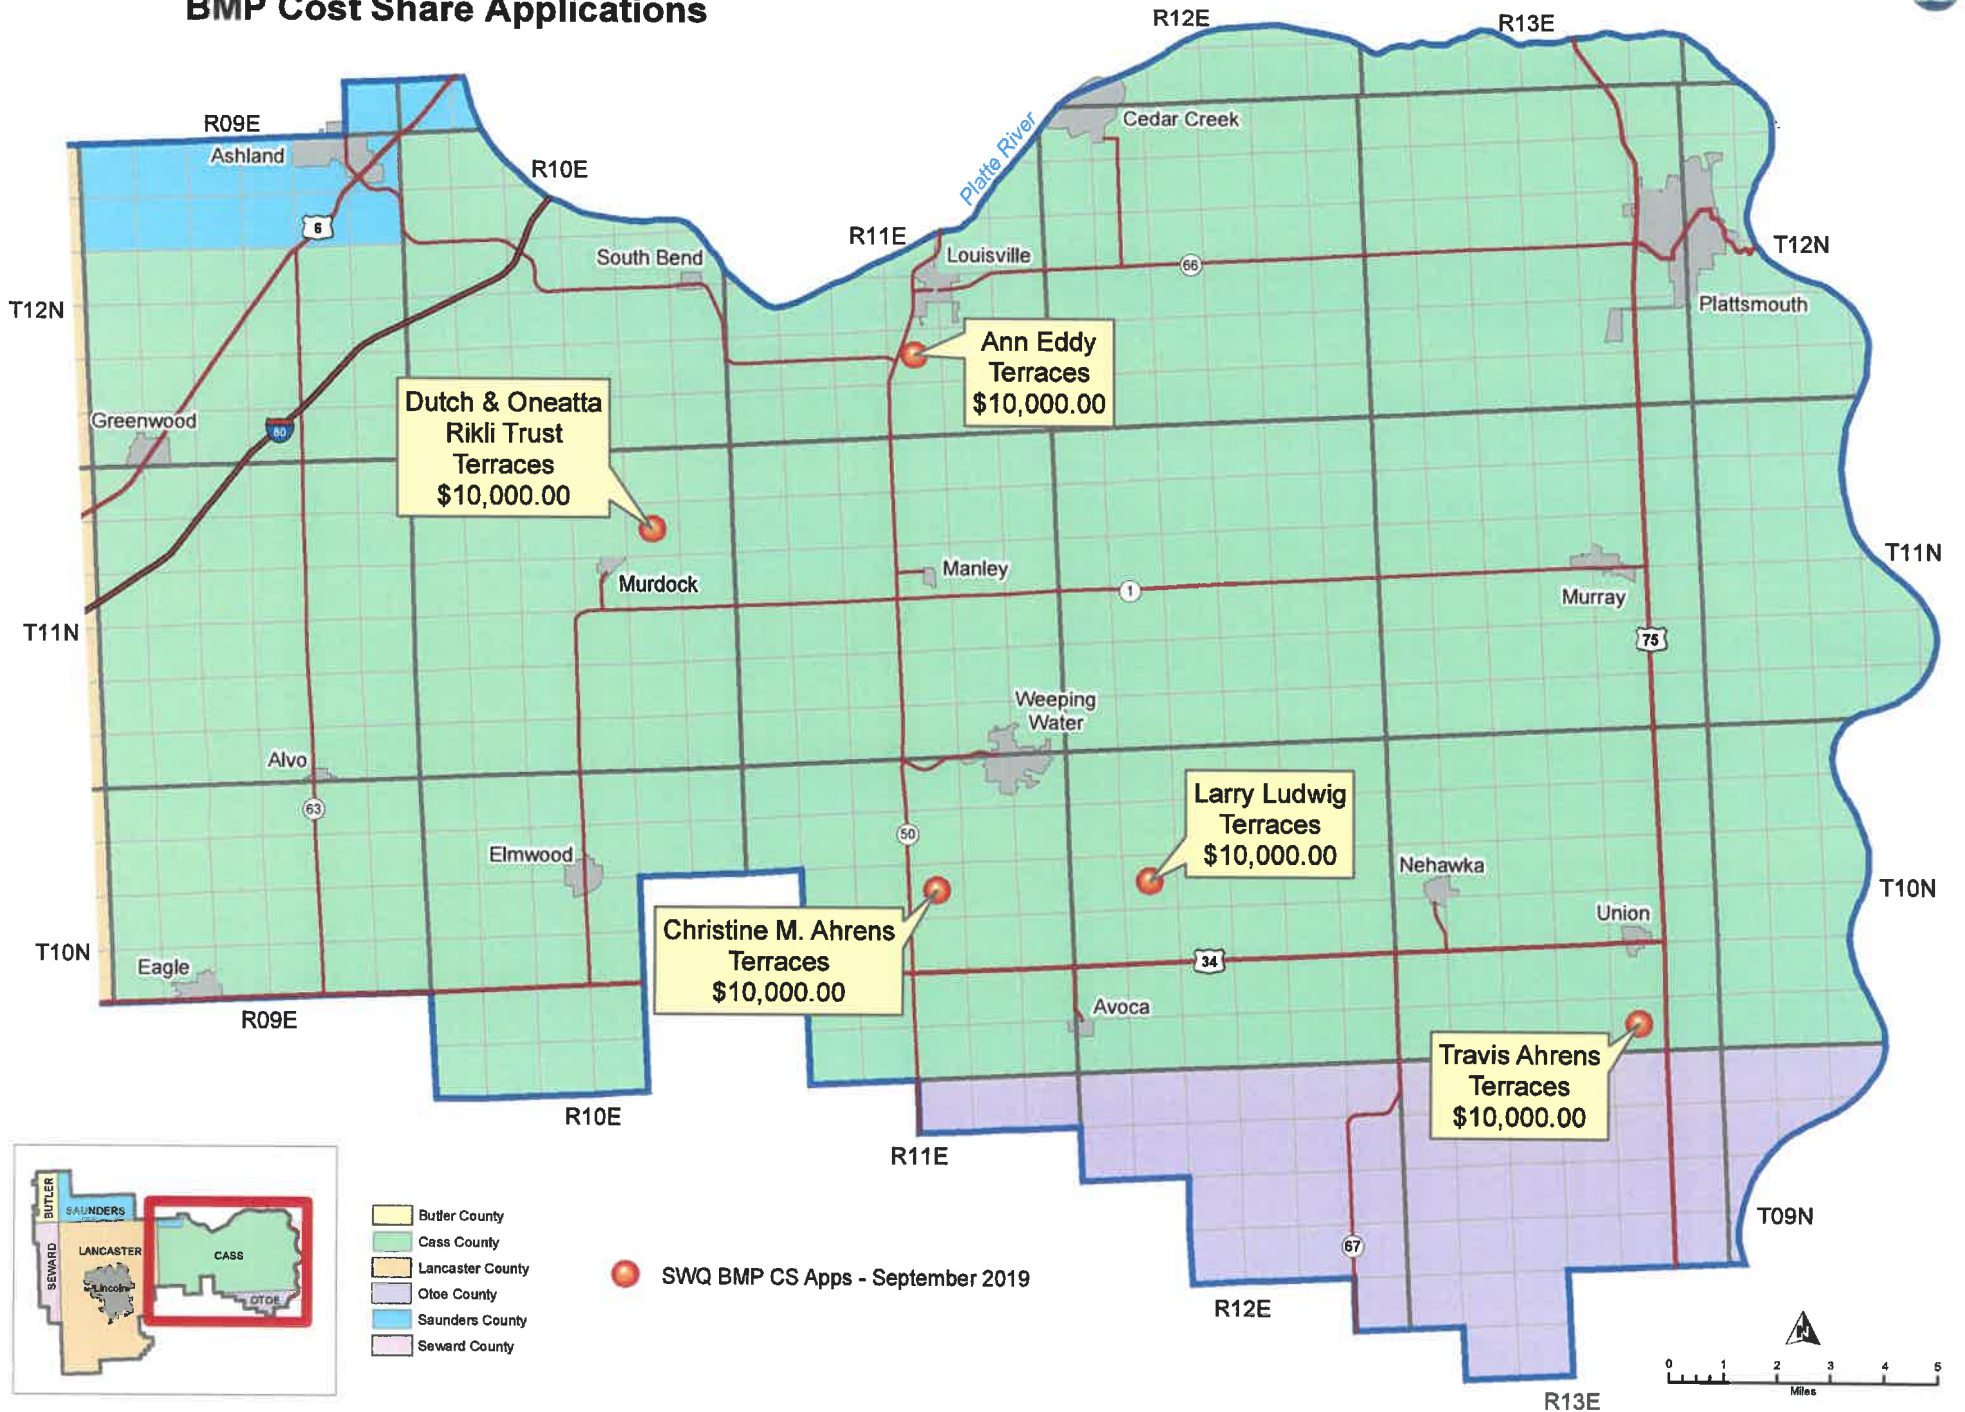 BMP Cost Share Applications
R12E
R13E
R09E
Ashland
R10E
Platte River
Cedar Creek
6
R11E
Louisville
South Bend
66
T12N
T12N
Plattsmouth
Ann Eddy
Terraces
$10,000.00
Dutch & Oneatta
Rikli Trust
Terraces
$10,000.00
Greenwood
80
T11N
Murdock
Manley
1
Murray
T11N
75
Weeping
Water
Alvo
63
Larry Ludwig
Terraces
$10,000.00
50
Elmwood
Nehawka
T10N
Union
Christine M. Ahrens
Terraces
$10,000.00
T10N
Eagle
34
R09E
Avoca
Travis Ahrens
Terraces
$10,000.00
R10E
R11E
T09N
67
R12E
R13E
BUTLER
SAUNDERS
SEWARD
LANCASTER
Lincoln
CASS
OTOE
Butler County
Cass County
Lancaster County
Otoe County
Saunders County
Seward County
SWQ BMP CS Apps - September 2019
N
0 1 2 3 4 5
Miles